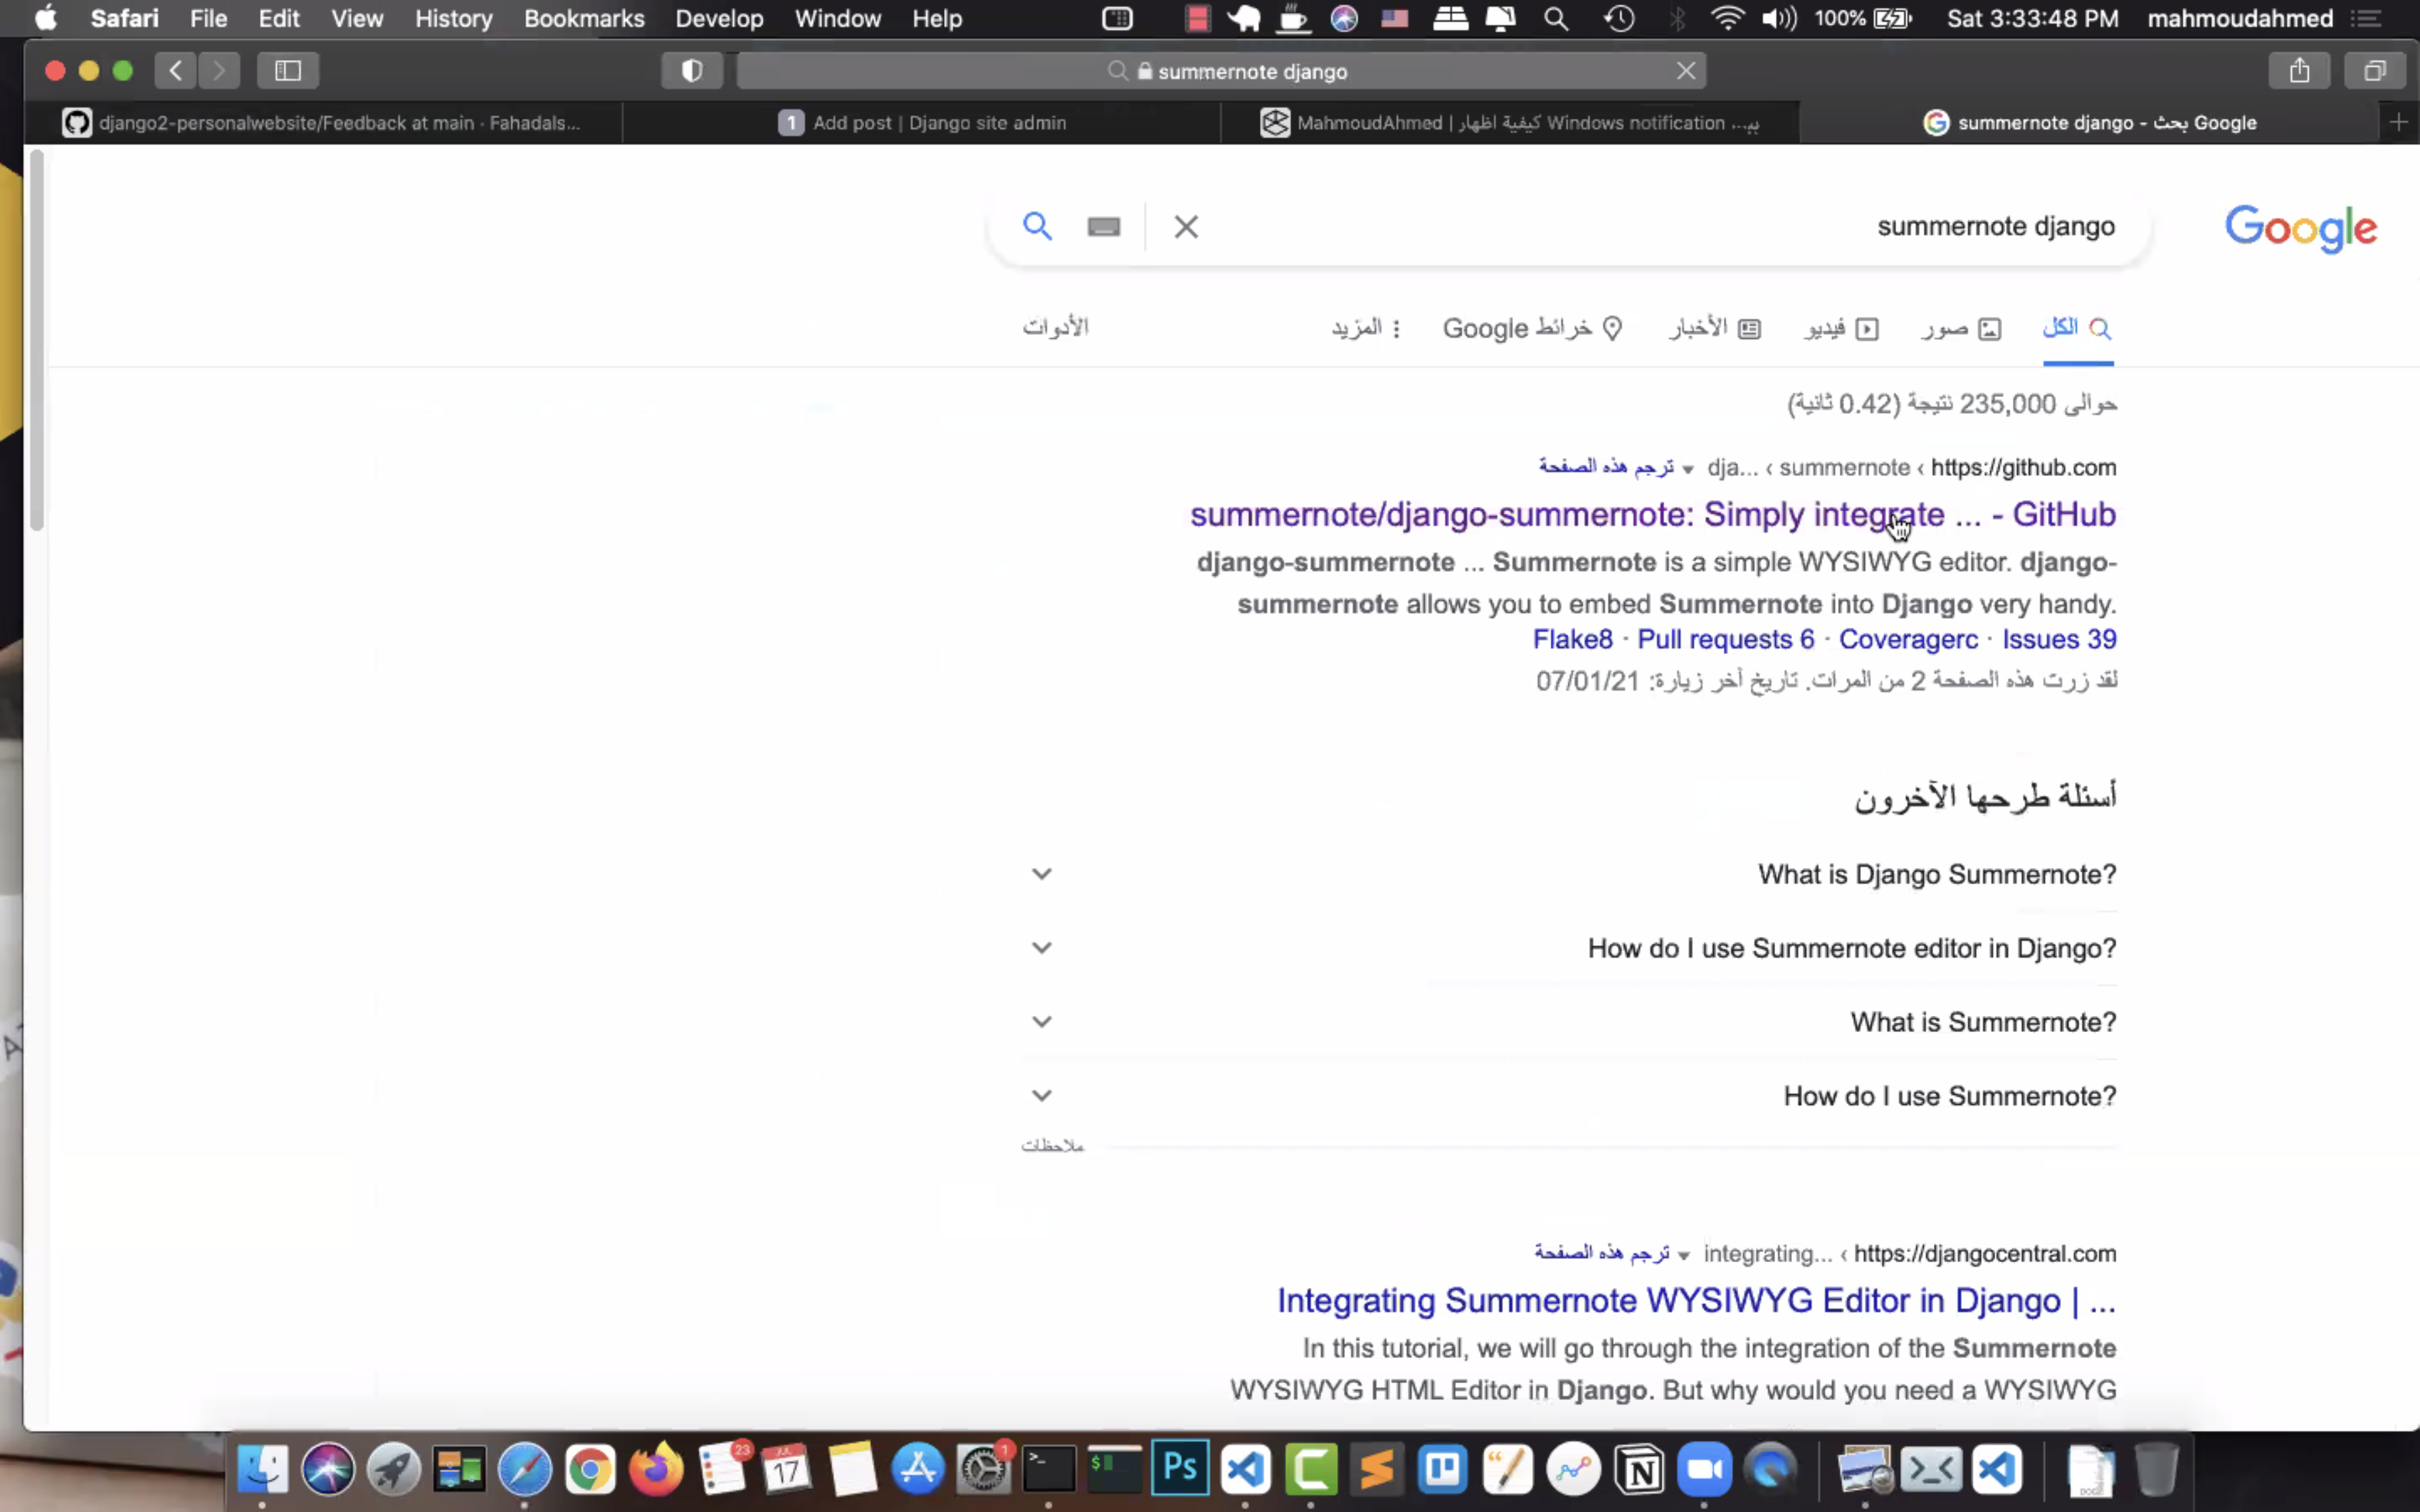 Safari File Edit View History Bookmarks Develop Window Help 100% Sat 3:33:48 PM mahmoudahmed
summernote django
django2-personalwebsite/Feedback at main · Fahadals...
1 Add post | Django site admin
MahmoudAhmed | كيفية اظهار Windows notification ...بي
summernote django - بحث Google
summernote django
Google
الكل صور فيديو الأخبار خرائط Google المزيد الأدوات
حوالى 235,000 نتيجة (0.42 ثانية)
https://github.com › summernote › dja... ترجم هذه الصفحة
summernote/django-summernote: Simply integrate ... - GitHub
django-summernote ... Summernote is a simple WYSIWYG editor. django-
summernote allows you to embed Summernote into Django very handy.
Flake8 · Pull requests 6 · Coveragerc · Issues 39
لقد زرت هذه الصفحة 2 من المرات. تاريخ أخر زيارة: 07/01/21
أسئلة طرحها الآخرون
What is Django Summernote?
How do I use Summernote editor in Django?
What is Summernote?
How do I use Summernote?
ملاحظات
https://djangocentral.com › integrating... ترجم هذه الصفحة
Integrating Summernote WYSIWYG Editor in Django | ...
In this tutorial, we will go through the integration of the Summernote
WYSIWYG HTML Editor in Django. But why would you need a WYSIWYG
23 JUL 17 1 Ps